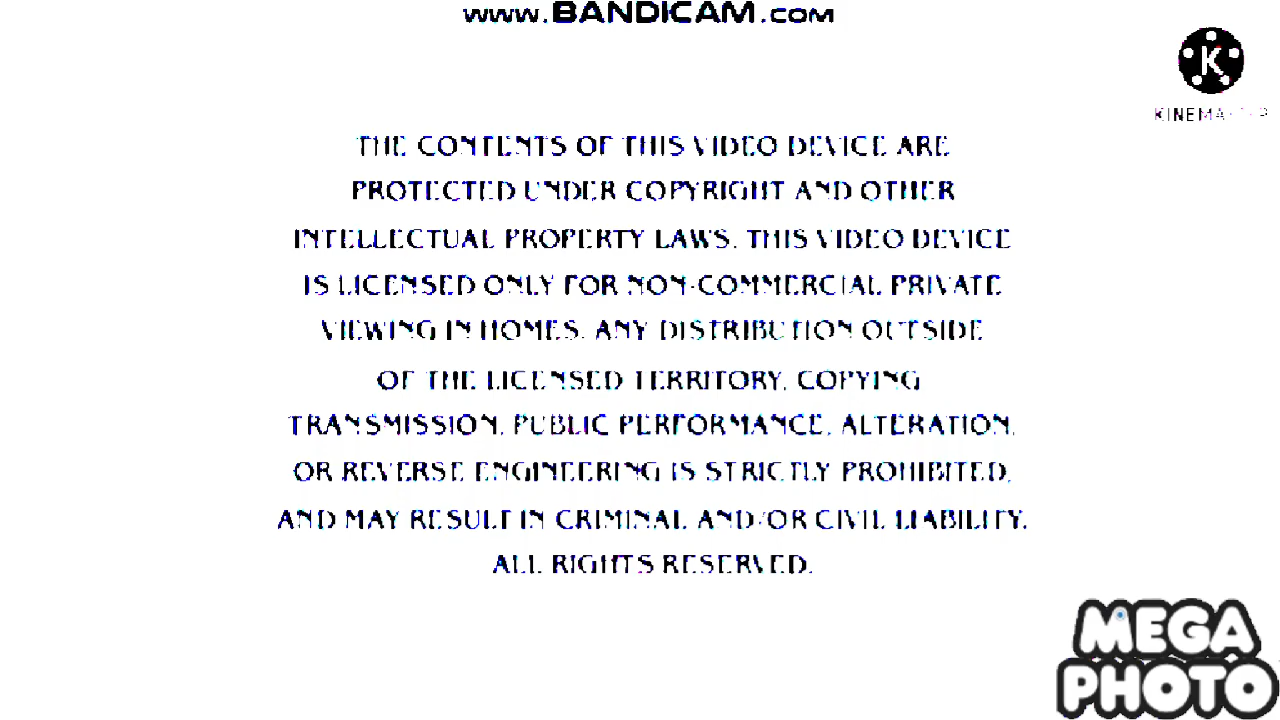 www.BANDICAM.com
KINEMASTER
THE CONTENTS OF THIS VIDEO DEVICE ARE
PROTECTED UNDER COPYRIGHT AND OTHER
INTELLECTUAL PROPERTY LAWS. THIS VIDEO DEVICE
IS LICENSED ONLY FOR NON-COMMERCIAL PRIVATE
VIEWING IN HOMES. ANY DISTRIBUTION OUTSIDE
OF THE LICENSED TERRITORY, COPYING
TRANSMISSION, PUBLIC PERFORMANCE, ALTERATION,
OR REVERSE ENGINEERING IS STRICTLY PROHIBITED,
AND MAY RESULT IN CRIMINAL AND/OR CIVIL LIABILITY.
ALL RIGHTS RESERVED.
MEGA
PHOTO